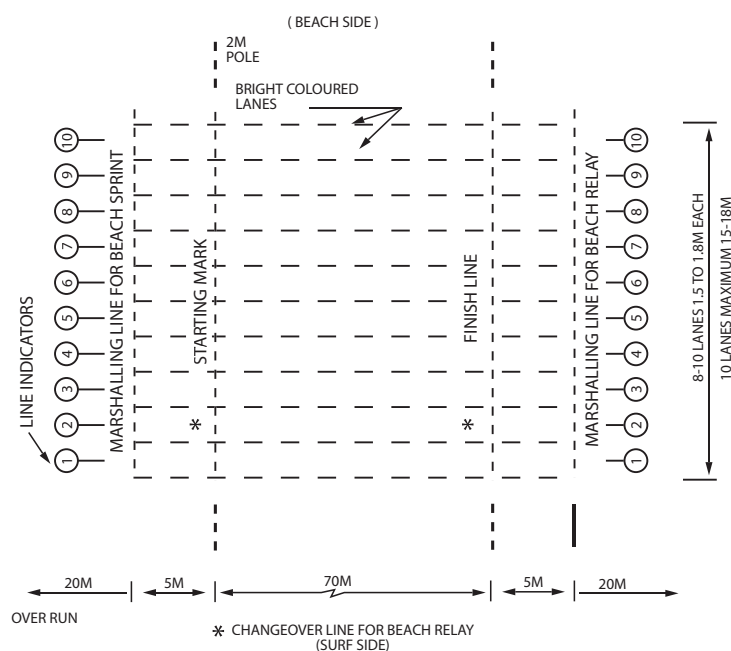 ( BEACH SIDE )
2M
POLE
BRIGHT COLOURED
LANES
10
9
8
7
6
5
4
3
2
1
LINE INDICATORS
MARSHALLING LINE FOR BEACH SPRINT
STARTING MARK
*
FINISH LINE
*
MARSHALLING LINE FOR BEACH RELAY
10
9
8
7
6
5
4
3
2
1
8-10 LANES 1.5 TO 1.8M EACH
10 LANES MAXIMUM 15-18M
20M
5M
70M
5M
20M
OVER RUN
* CHANGEOVER LINE FOR BEACH RELAY
(SURF SIDE)